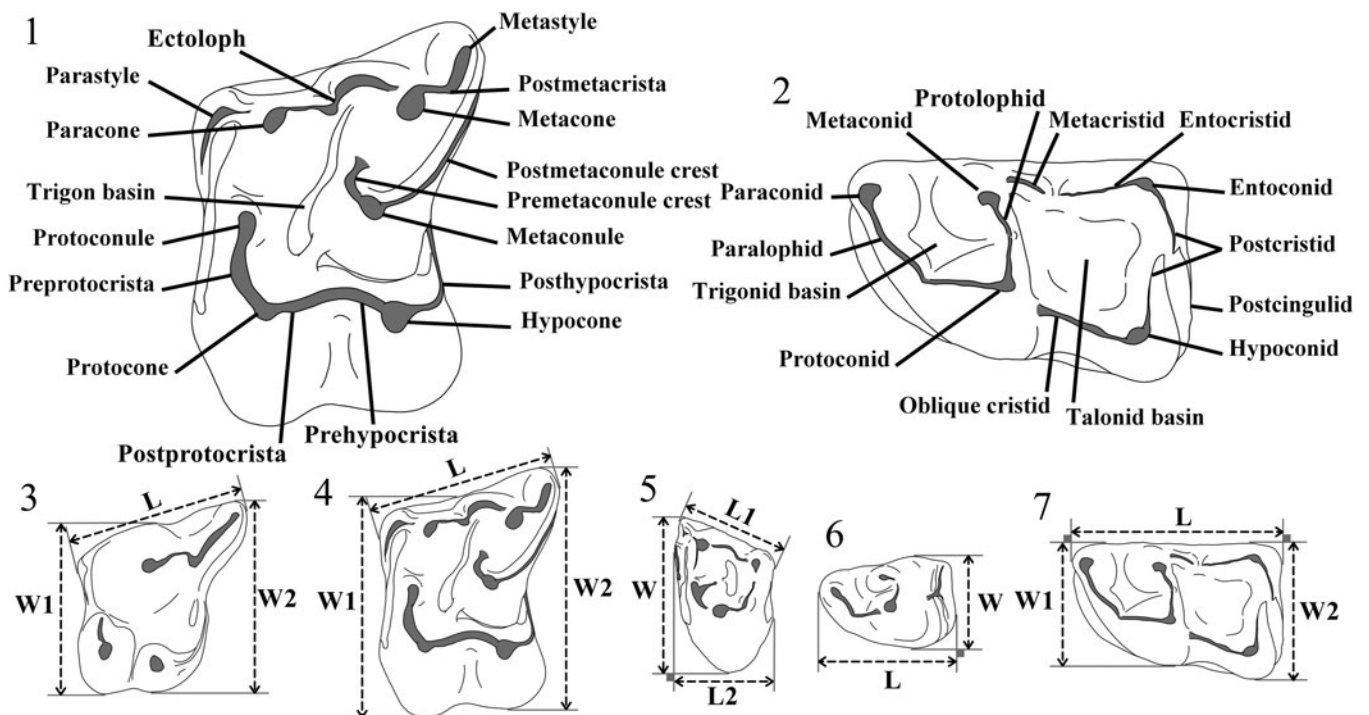 1
Ectoloph
Metastyle
Parastyle
Postmetacrista
Paracone
Metacone
Trigon basin
Postmetaconule crest
Premetaconule crest
Protoconule
Metaconule
Preprotocrista
Posthypocrista
Hypocone
Protocone
Prehypocrista
Postprotocrista
2
Protolophid
Metaconid
Metacristid
Entocristid
Paraconid
Entoconid
Paralophid
Postcristid
Trigonid basin
Postcingulid
Protoconid
Hypoconid
Oblique cristid
Talonid basin
3
L
W1
W2
4
L
W1
W2
5
L1
W
L2
6
W
L
7
L
W1
W2